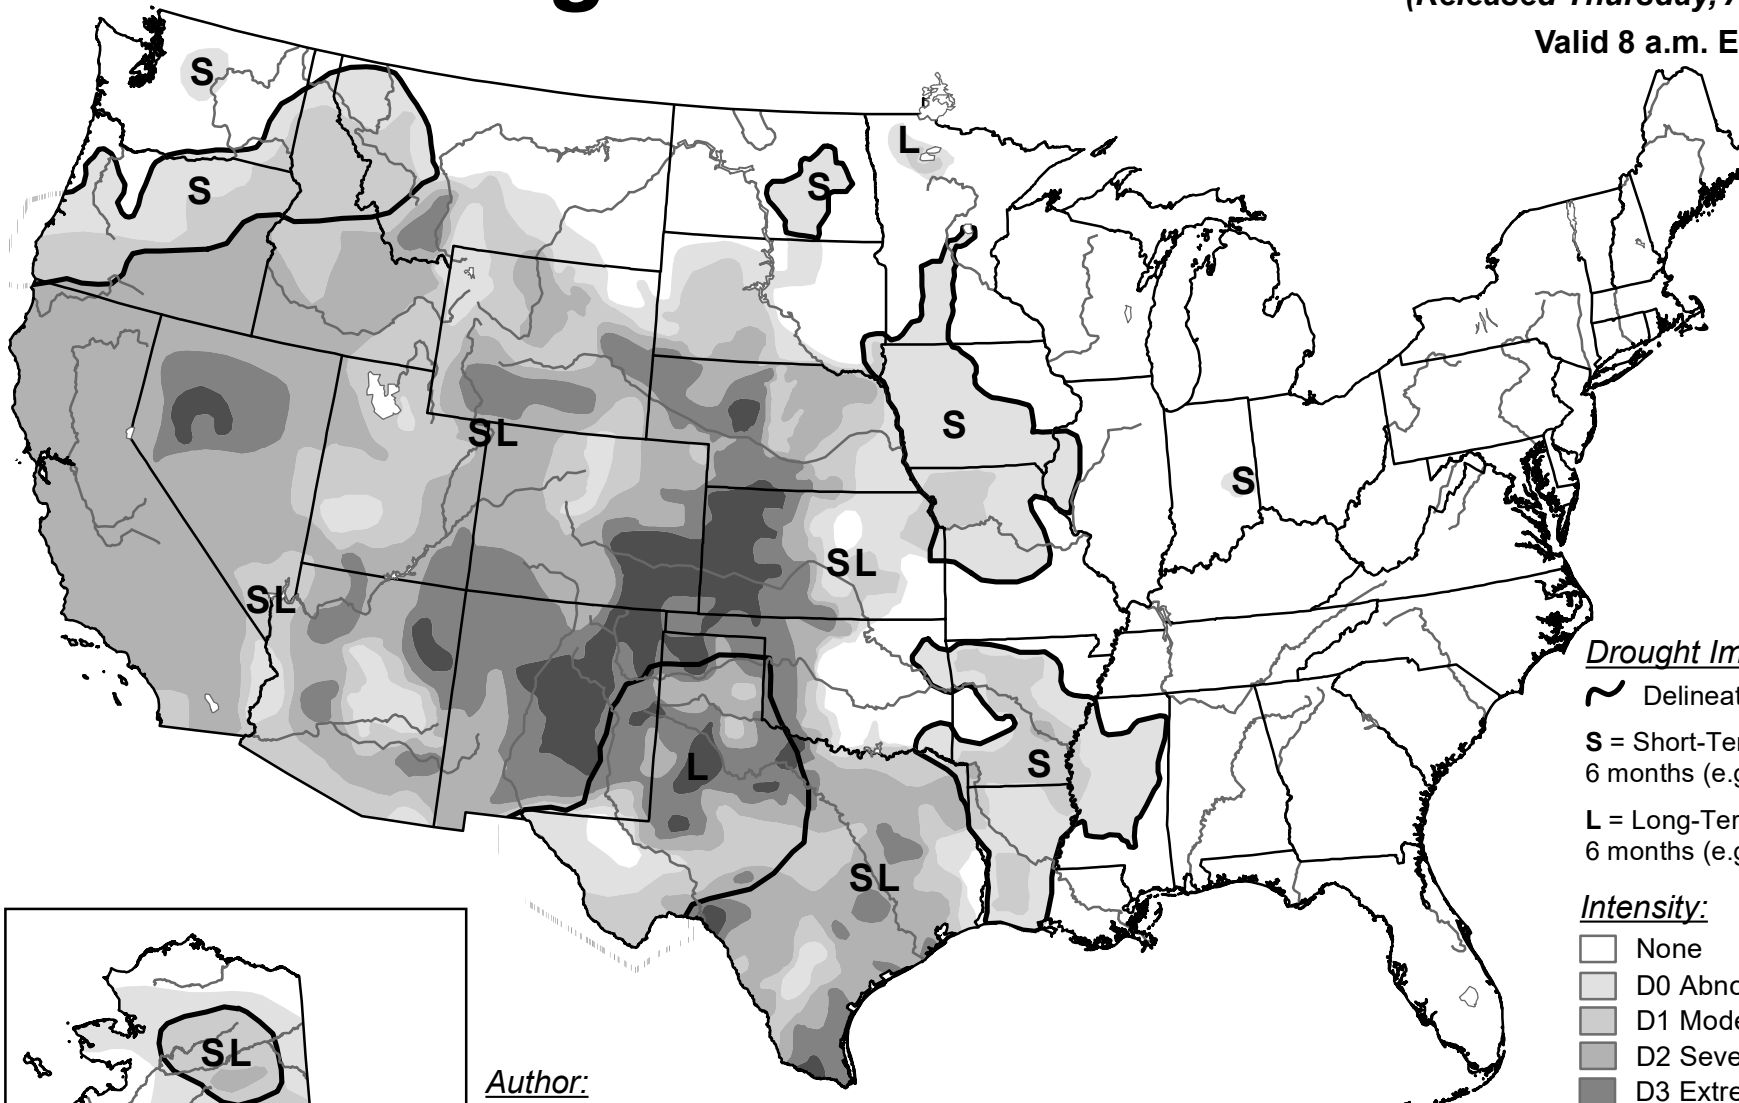 (Released Thursday,
Valid 8 a.m.
S
L
S
S
S
SL
S
SL
SL
Drought
Delineat
S = Short-Ter
6 months (e.g
L = Long-Ter
6 months (e.g
S
L
SL
Intensity:
None
D0 Abno
D1 Mode
D2 Seve
D3 Extre
SL
Author: